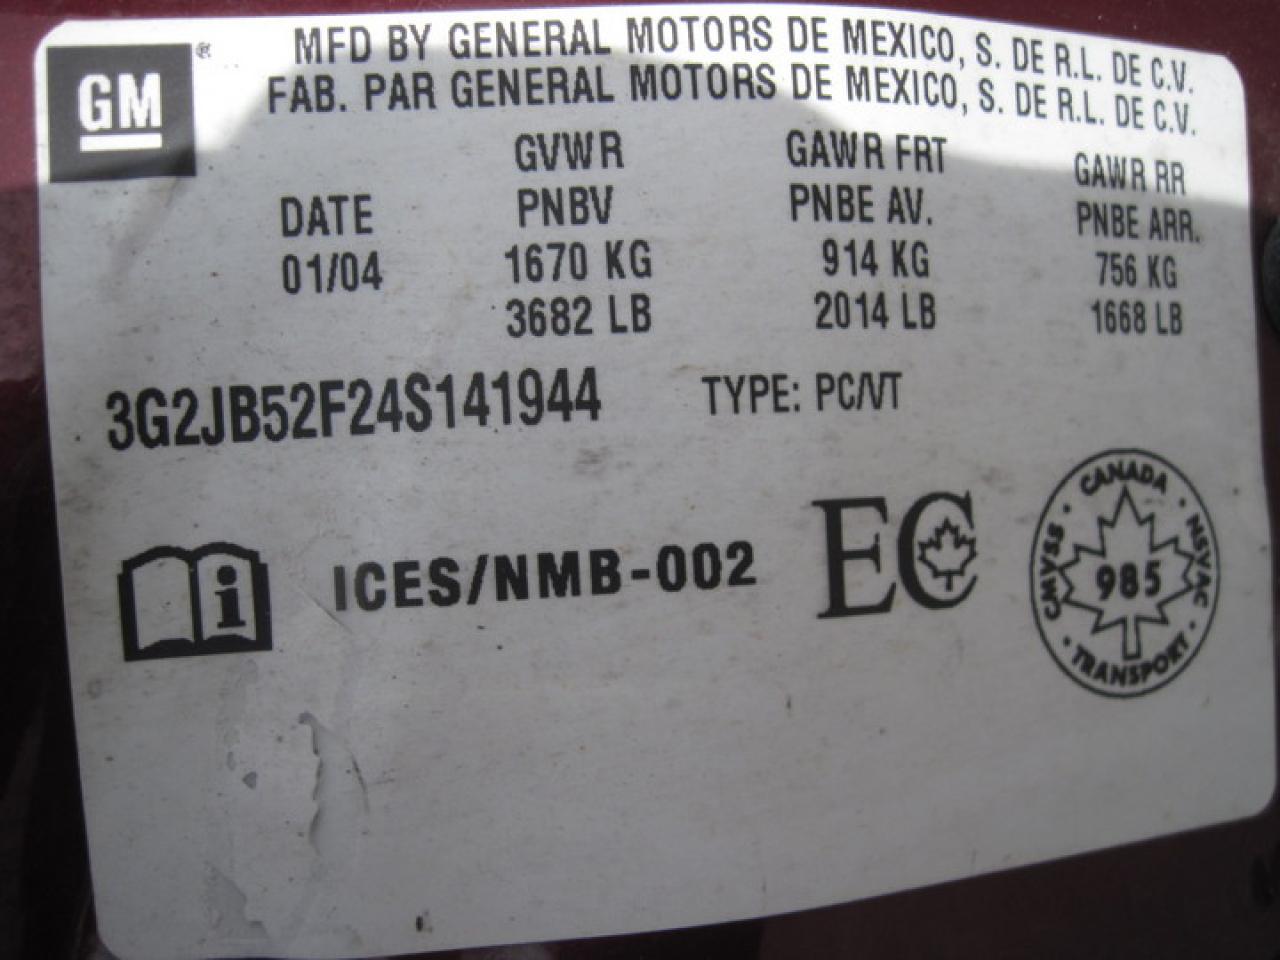 GM ®
MFD BY GENERAL MOTORS DE MEXICO, S. DE R.L. DE C.V.
FAB. PAR GENERAL MOTORS DE MEXICO, S. DE R.L. DE C.V.
DATE GVWR GAWR FRT GAWR RR
PNBV PNBE AV. PNBE ARR.
01/04 1670 KG 914 KG 756 KG
3682 LB 2014 LB 1668 LB
3G2JB52F24S141944 TYPE: PC/VT
i ICES/NMB-002 EC
CANADA
CMVSS · NSVAC
985
TRANSPORT